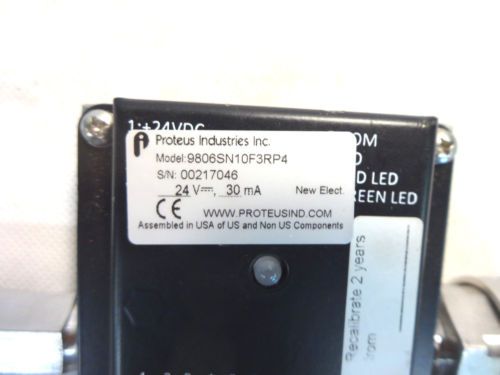 1:+24VDC
OM
D
D LED
REEN LED
Proteus Industries Inc.
Model:9806SN10F3RP4
S/N: 00217046
24 V⎓, 30 mA New Elect.
CE WWW.PROTEUSIND.COM
Assembled in USA of US and Non US Components
Recalibrate 2 years
from